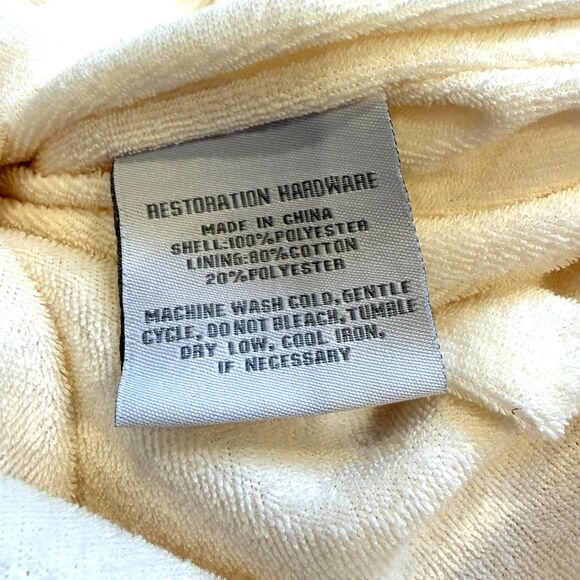 RESTORATION HARDWARE
MADE IN CHINA
SHELL:100%POLYESTER
LINING:80%COTTON
20%POLYESTER
MACHINE WASH COLD, GENTLE
CYCLE, DO NOT BLEACH, TUMBLE
DRY LOW, COOL IRON,
IF NECESSARY